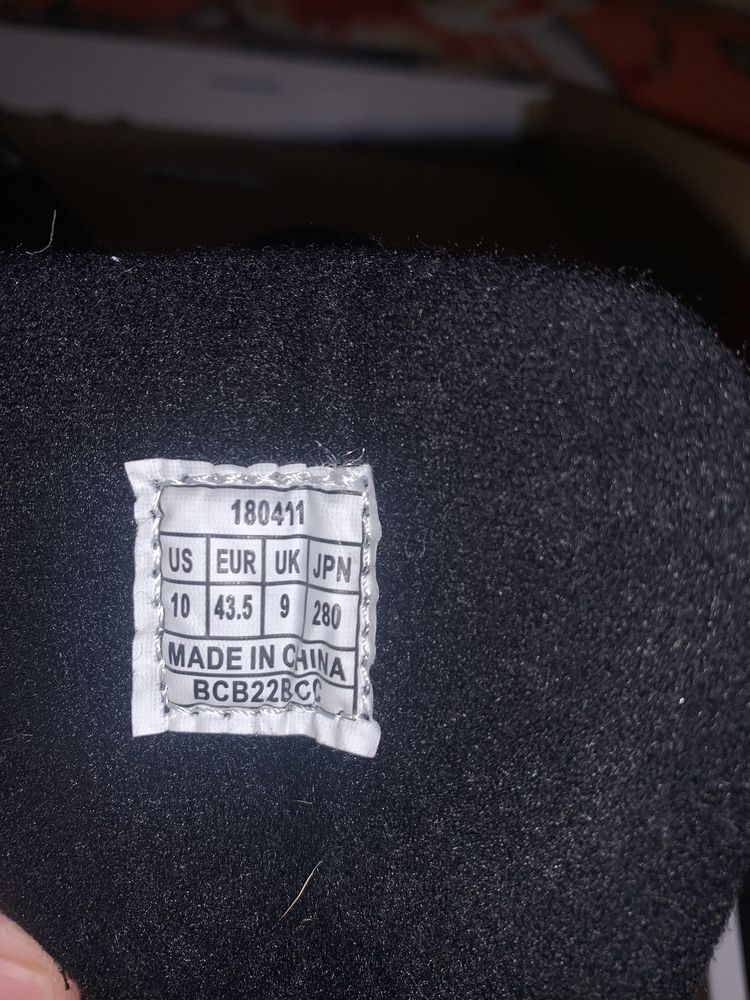 180411
US EUR UK JPN
10 43.5 9 280
MADE IN CHINA
BCB22BCC